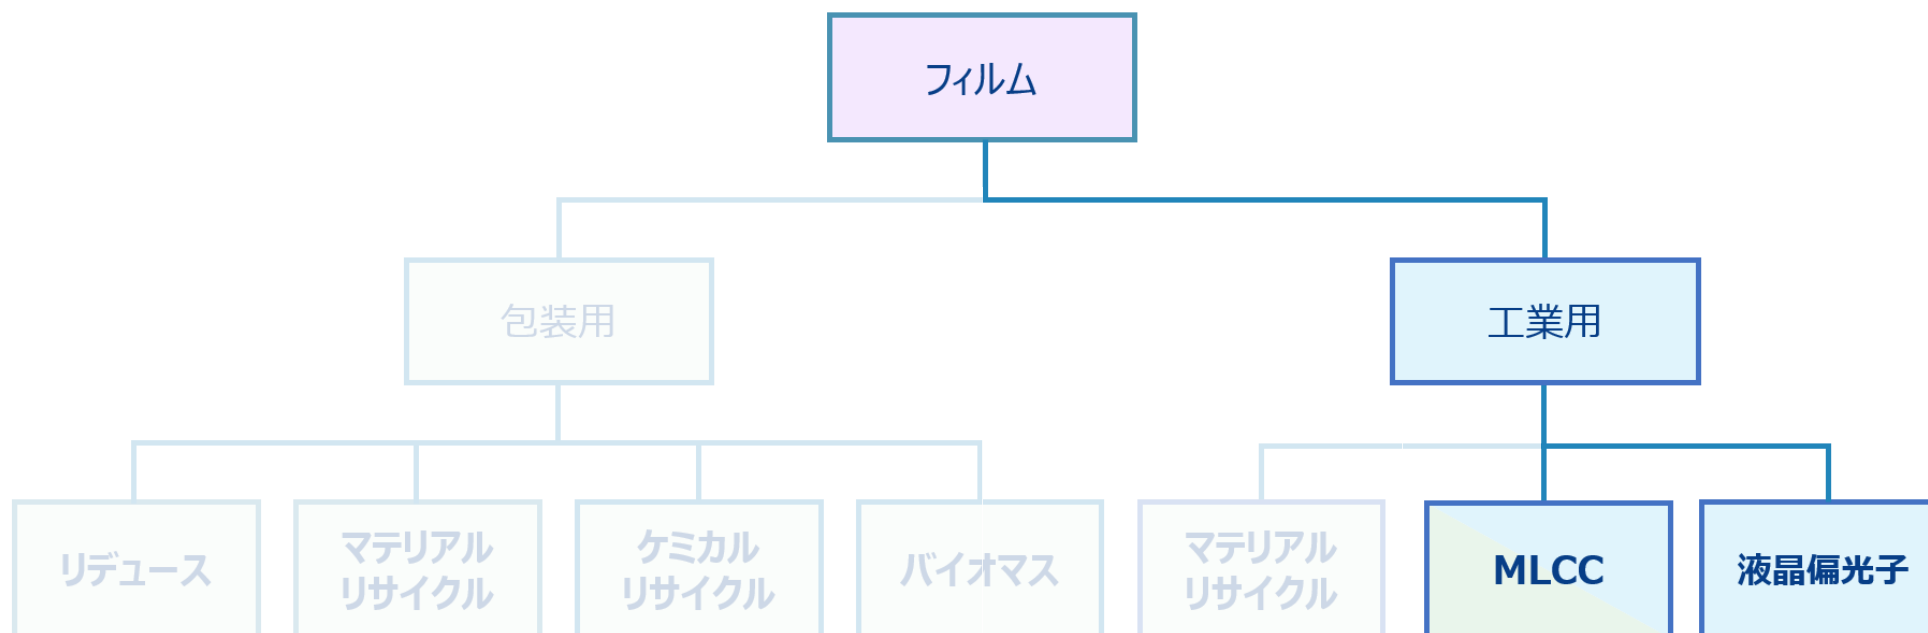 フィルム
包装用
工業用
リデュース
マテリアル
リサイクル
ケミカル
リサイクル
バイオマス
マテリアル
リサイクル
MLCC
液晶偏光子